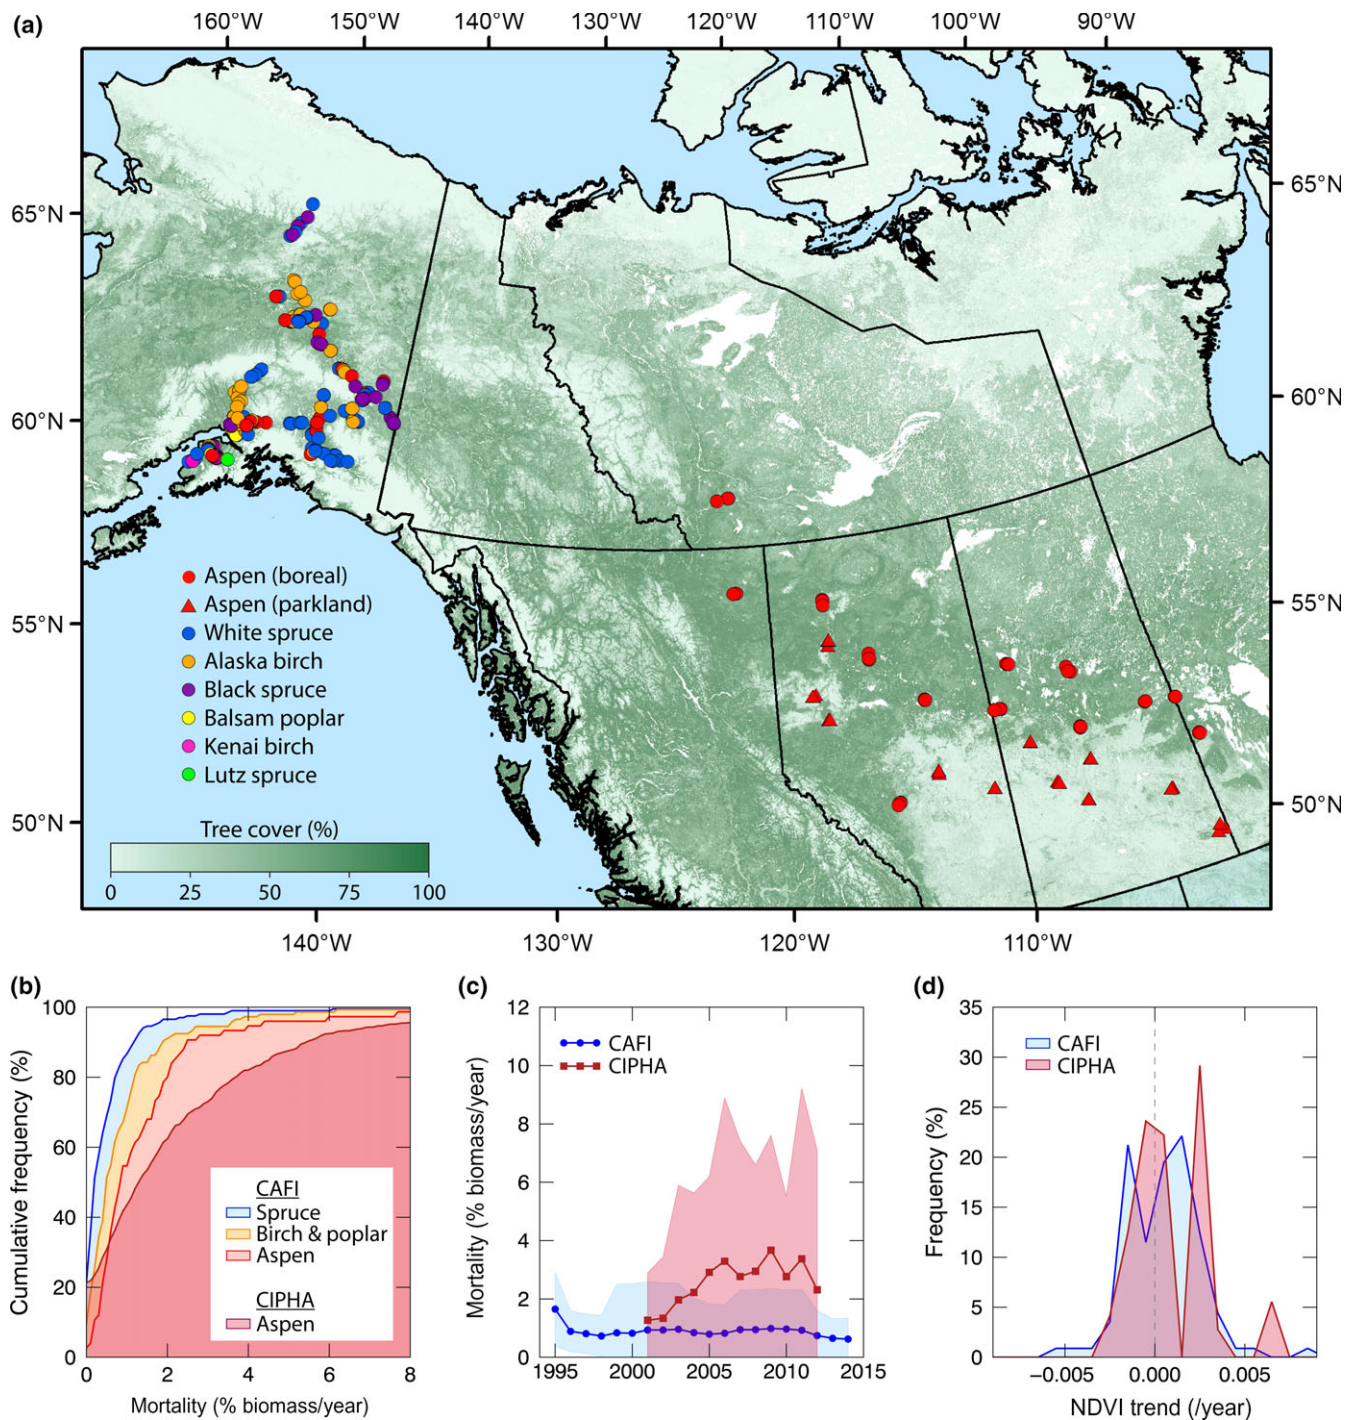 (a)
160°W 150°W 140°W 130°W 120°W 110°W 100°W 90°W
65°N
65°N
60°N
60°N
55°N
55°N
50°N
50°N
Aspen (boreal)
Aspen (parkland)
White spruce
Alaska birch
Black spruce
Balsam poplar
Kenai birch
Lutz spruce
Tree cover (%)
0 25 50 75 100
140°W 130°W 120°W 110°W
(b)
Cumulative frequency (%)
100
80
60
40
20
0
CAFI
Spruce
Birch & poplar
Aspen
CIPHA
Aspen
0 2 4 6 8
Mortality (% biomass/year)
(c)
Mortality (% biomass/year)
12
10
8
6
4
2
0
CAFI
CIPHA
1995 2000 2005 2010 2015
(d)
Frequency (%)
35
30
25
20
15
10
5
0
CAFI
CIPHA
−0.005 0.000 0.005
NDVI trend (/year)